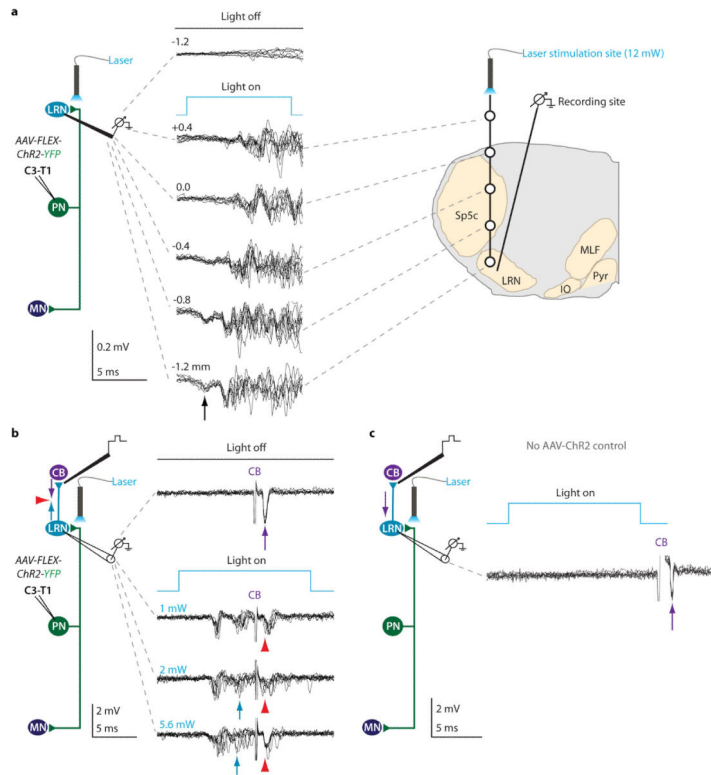 a
Light off
-1.2
Laser
Light on
LRN
+0.4
AAV-FLEX-
ChR2-YFP
C3-T1
0.0
PN
-0.4
-0.8
MN
0.2 mV
5 ms
-1.2 mm
Laser stimulation site (12 mW)
Recording site
Sp5c
LRN
MLF
Pyr
IO
b
Light off
CB
CB
Laser
LRN
AAV-FLEX-
ChR2-YFP
C3-T1
Light on
1 mW
CB
PN
2 mW
2 mV
5 ms
5.6 mW
MN
c
No AAV-ChR2 control
CB
Laser
Light on
LRN
CB
PN
2 mV
5 ms
MN